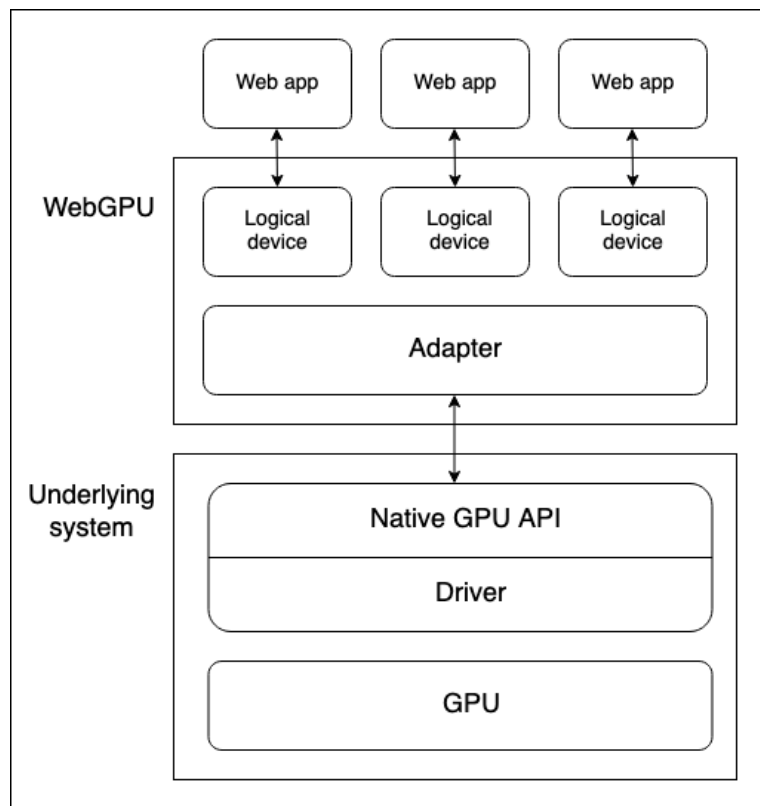 Web app
Web app
Web app
WebGPU
Logical
device
Logical
device
Logical
device
Adapter
Underlying
system
Native GPU API
Driver
GPU